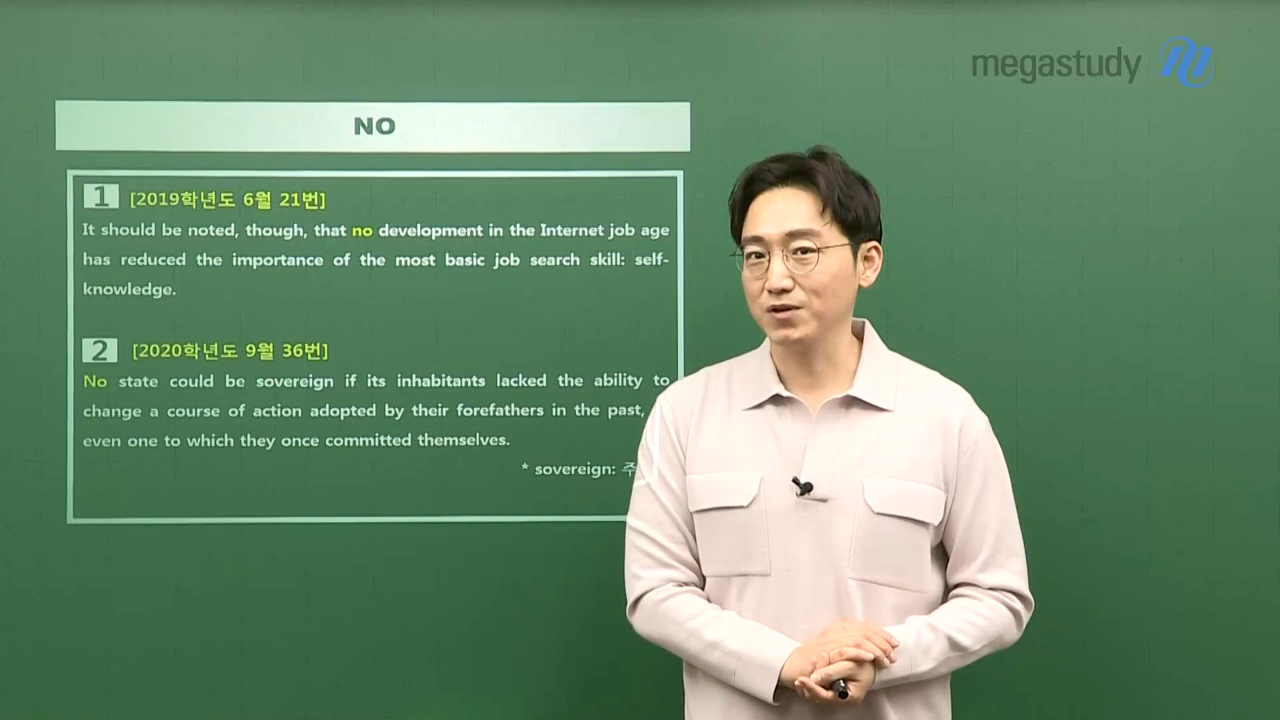 megastudy
NO
1 [2019학년도 6월 21번]
It should be noted, though, that no development in the Internet job age
has reduced the importance of the most basic job search skill: self-
knowledge.
2 [2020학년도 9월 36번]
No state could be sovereign if its inhabitants lacked the ability to
change a course of action adopted by their forefathers in the past,
even one to which they once committed themselves.
* sovereign: 주